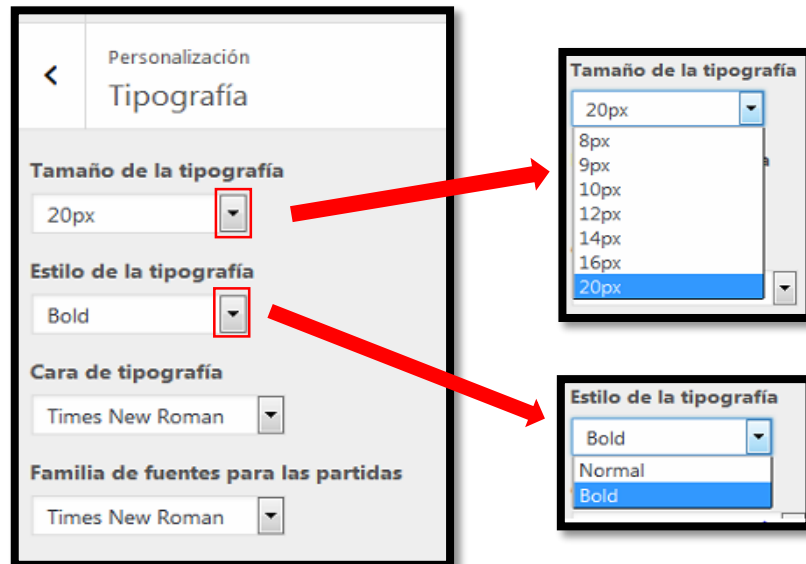 Personalización
Tipografía
Tamaño de la tipografía
20px
Estilo de la tipografía
Bold
Cara de tipografía
Times New Roman
Familia de fuentes para las partidas
Times New Roman
Tamaño de la tipografía
20px
8px
9px
10px
12px
14px
16px
20px
Estilo de la tipografía
Bold
Normal
Bold